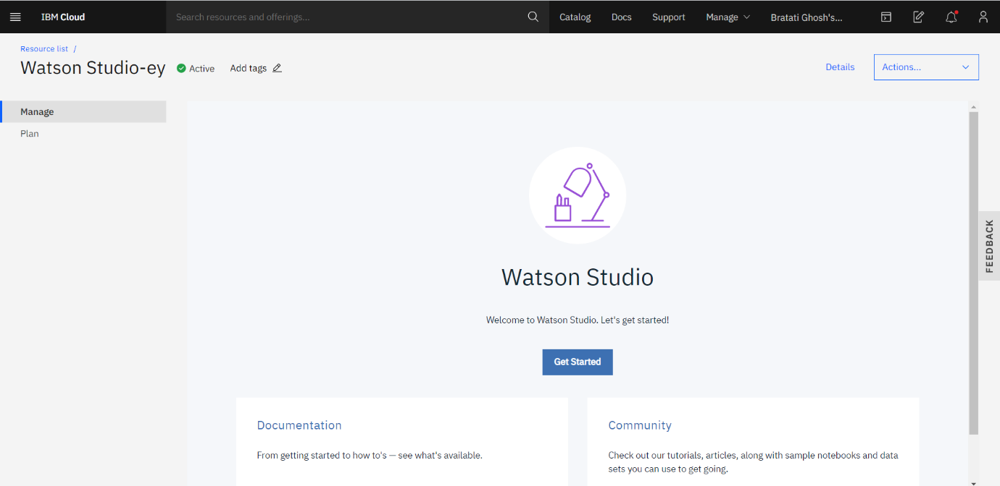 IBM Cloud
Search resources and offerings...
Catalog
Docs
Support
Manage
Bratati Ghosh's...
Resource list /
Watson Studio-ey
Active
Add tags
Details
Actions...
Manage
Plan
FEEDBACK
Watson Studio
Welcome to Watson Studio. Let's get started!
Get Started
Documentation
From getting started to how to's — see what's available.
Community
Check out our tutorials, articles, along with sample notebooks and data
sets you can use to get going.